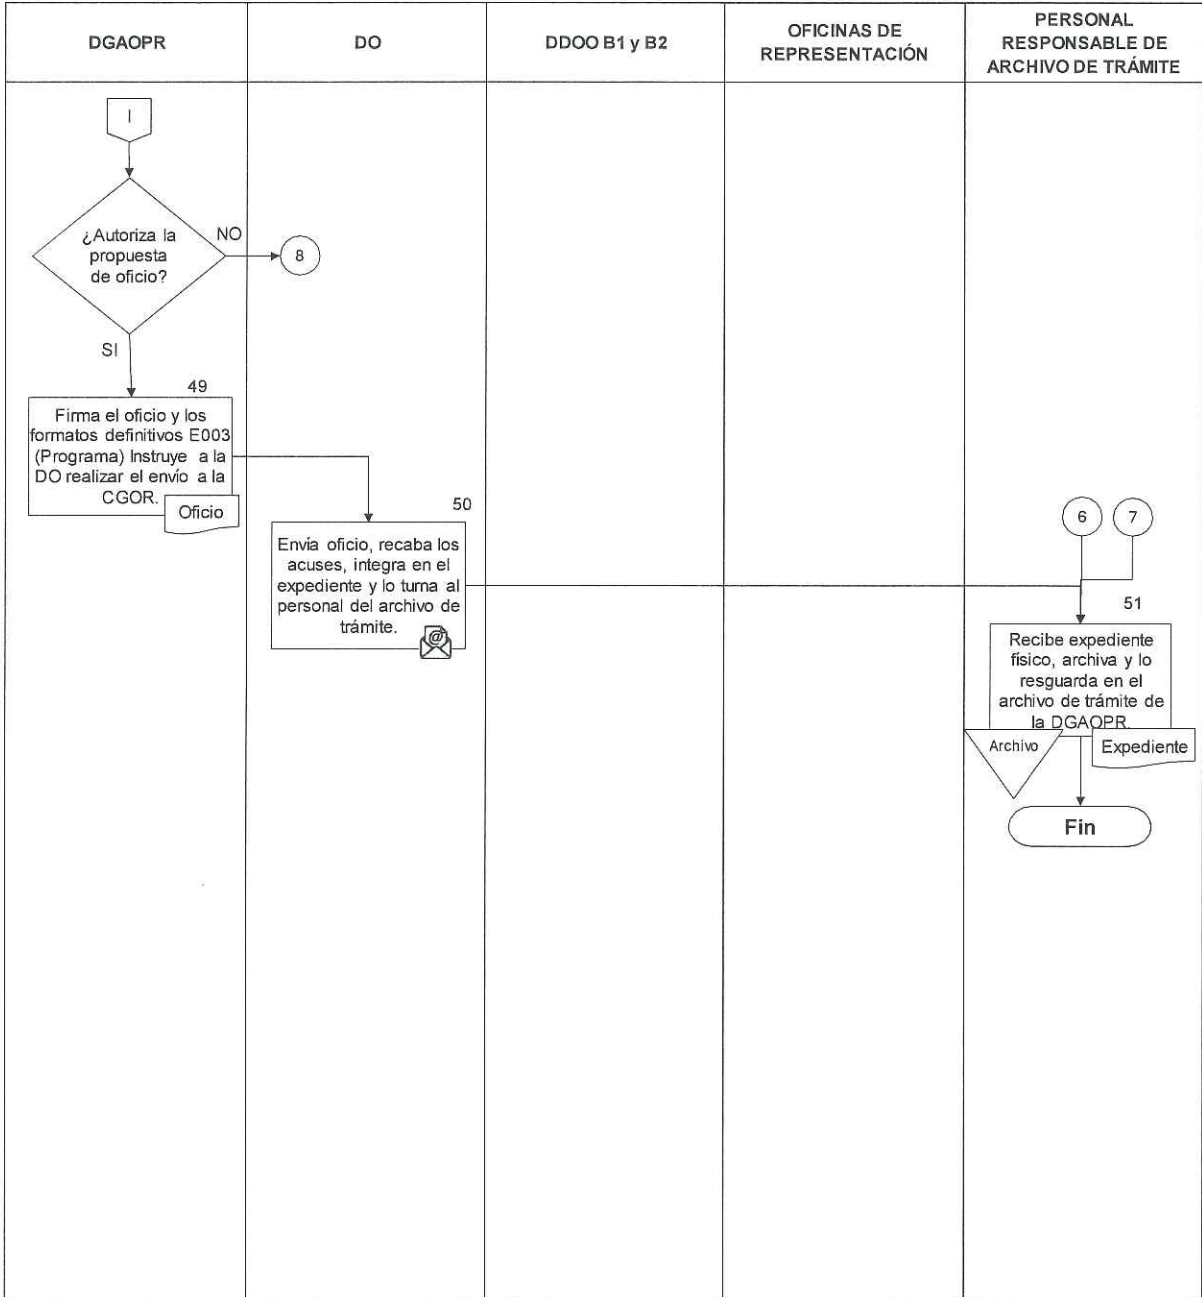 DGAOPR
DO
DDOO B1 y B2
OFICINAS DE
REPRESENTACIÓN
PERSONAL
RESPONSABLE DE
ARCHIVO DE TRÁMITE
I
¿Autoriza la
propuesta
de oficio?
NO
8
SI
49
Firma el oficio y los
formatos definitivos E003
(Programa) Instruye a la
DO realizar el envío a la
CGOR.
Oficio
50
Envía oficio, recaba los
acuses, integra en el
expediente y lo turna al
personal del archivo de
trámite.
@
6
7
51
Recibe expediente
físico, archiva y lo
resguarda en el
archivo de trámite de
la DGAOPR.
Archivo
Expediente
Fin